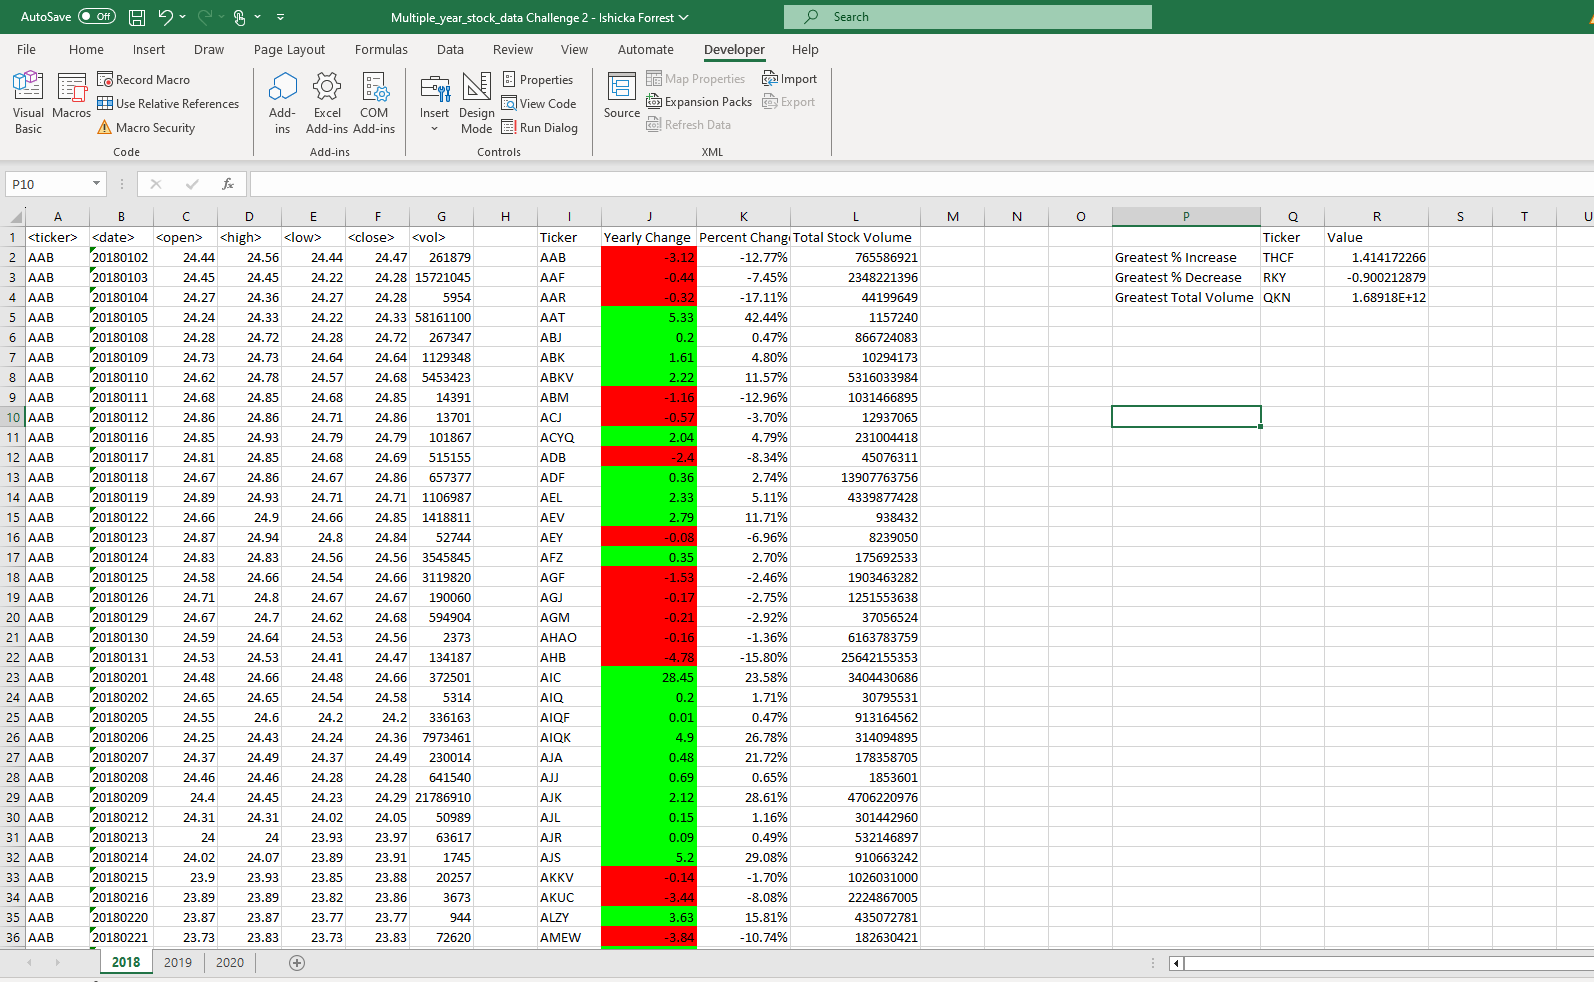 AutoSave Off Multiple_year_stock_data Challenge 2 - Ishicka Forrest Search
File Home Insert Draw Page Layout Formulas Data Review View Automate Developer Help
Visual Basic
Macros
Record Macro
Use Relative References
Macro Security
Code
Add-ins
Excel Add-ins
COM Add-ins
Add-ins
Insert
Design Mode
Properties
View Code
Run Dialog
Controls
Source
Map Properties
Expansion Packs
Refresh Data
Import
Export
XML
P10 fx
A B C D E F G H I J K L M N O P Q R S T U
1 <ticker> <date> <open> <high> <low> <close> <vol> Ticker Yearly Change Percent Chang Total Stock Volume Ticker Value
2 AAB 20180102 24.44 24.56 24.44 24.47 261879 AAB -3.12 -12.77% 765586921 Greatest % Increase THCF 1.414172266
3 AAB 20180103 24.45 24.45 24.22 24.28 15721045 AAF -0.44 -7.45% 2348221396 Greatest % Decrease RKY -0.900212879
4 AAB 20180104 24.27 24.36 24.27 24.28 5954 AAR -0.32 -17.11% 44199649 Greatest Total Volume QKN 1.68918E+12
5 AAB 20180105 24.24 24.33 24.22 24.33 58161100 AAT 5.33 42.44% 1157240
6 AAB 20180108 24.28 24.72 24.28 24.72 267347 ABJ 0.2 0.47% 866724083
7 AAB 20180109 24.73 24.73 24.64 24.64 1129348 ABK 1.61 4.80% 10294173
8 AAB 20180110 24.62 24.78 24.57 24.68 5453423 ABKV 2.22 11.57% 5316033984
9 AAB 20180111 24.68 24.85 24.68 24.85 14391 ABM -1.16 -12.96% 1031466895
10 AAB 20180112 24.86 24.86 24.71 24.86 13701 ACJ -0.57 -3.70% 12937065
11 AAB 20180116 24.85 24.93 24.79 24.79 101867 ACYQ 2.04 4.79% 231004418
12 AAB 20180117 24.81 24.85 24.68 24.69 515155 ADB -2.4 -8.34% 45076311
13 AAB 20180118 24.67 24.86 24.67 24.86 657377 ADF 0.36 2.74% 13907763756
14 AAB 20180119 24.89 24.93 24.71 24.71 1106987 AEL 2.33 5.11% 4339877428
15 AAB 20180122 24.66 24.9 24.66 24.85 1418811 AEV 2.79 11.71% 938432
16 AAB 20180123 24.87 24.94 24.8 24.84 52744 AEY -0.08 -6.96% 8239050
17 AAB 20180124 24.83 24.83 24.56 24.56 3545845 AFZ 0.35 2.70% 175692533
18 AAB 20180125 24.58 24.66 24.54 24.66 3119820 AGF -1.53 -2.46% 1903463282
19 AAB 20180126 24.71 24.8 24.67 24.67 190060 AGJ -0.17 -2.75% 1251553638
20 AAB 20180129 24.67 24.7 24.62 24.68 594904 AGM -0.21 -2.92% 37056524
21 AAB 20180130 24.59 24.64 24.53 24.56 2373 AHAO -0.16 -1.36% 6163783759
22 AAB 20180131 24.53 24.53 24.41 24.47 134187 AHB -4.78 -15.80% 25642155353
23 AAB 20180201 24.48 24.66 24.48 24.66 372501 AIC 28.45 23.58% 3404430686
24 AAB 20180202 24.65 24.65 24.54 24.58 5314 AIQ 0.2 1.71% 30795531
25 AAB 20180205 24.55 24.6 24.2 24.2 336163 AIQF 0.01 0.47% 913164562
26 AAB 20180206 24.25 24.43 24.24 24.36 7973461 AIQK 4.9 26.78% 314094895
27 AAB 20180207 24.37 24.49 24.37 24.49 230014 AJA 0.48 21.72% 178358705
28 AAB 20180208 24.46 24.46 24.28 24.28 641540 AJJ 0.69 0.65% 1853601
29 AAB 20180209 24.4 24.45 24.23 24.29 21786910 AJK 2.12 28.61% 4706220976
30 AAB 20180212 24.31 24.31 24.02 24.05 50989 AJL 0.15 1.16% 301442960
31 AAB 20180213 24 24 23.93 23.97 63617 AJR 0.09 0.49% 532146897
32 AAB 20180214 24.02 24.07 23.89 23.91 1745 AJS 5.2 29.08% 910663242
33 AAB 20180215 23.9 23.93 23.85 23.88 20257 AKKV -0.14 -1.70% 1026031000
34 AAB 20180216 23.89 23.89 23.82 23.86 3673 AKUC -3.44 -8.08% 2224867005
35 AAB 20180220 23.87 23.87 23.77 23.77 944 ALZY 3.63 15.81% 435072781
36 AAB 20180221 23.73 23.83 23.73 23.83 72620 AMEW -3.84 -10.74% 182630421
2018 2019 2020